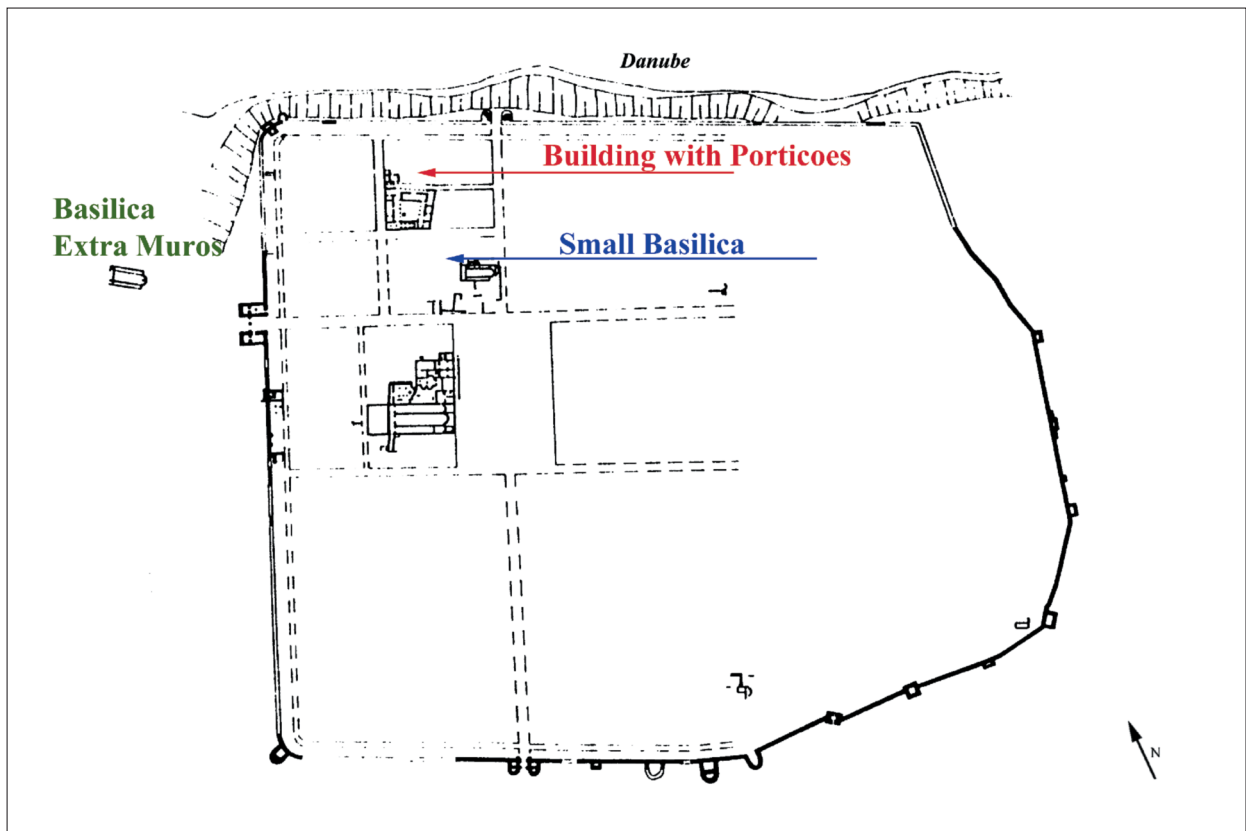 Danube
Building with Porticoes
Basilica
Extra Muros
Small Basilica
N